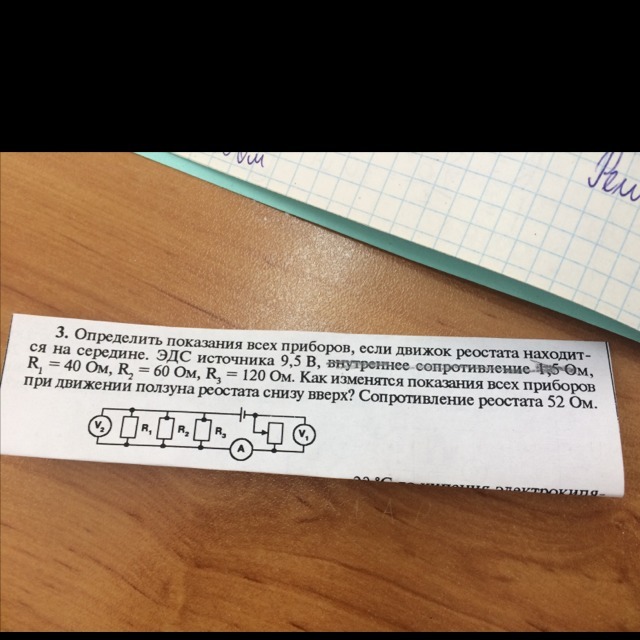 3. Определить показания всех приборов, если движок реостата находит-
ся на середине. ЭДС источника 9,5 В, внутреннее сопротивление 1,5 Ом,
R₁ = 40 Ом, R₂ = 60 Ом, R₃ = 120 Ом. Как изменятся показания всех приборов
при движении ползуна реостата снизу вверх? Сопротивление реостата 52 Ом.
V₂ R₁ R₂ R₃ A V₁